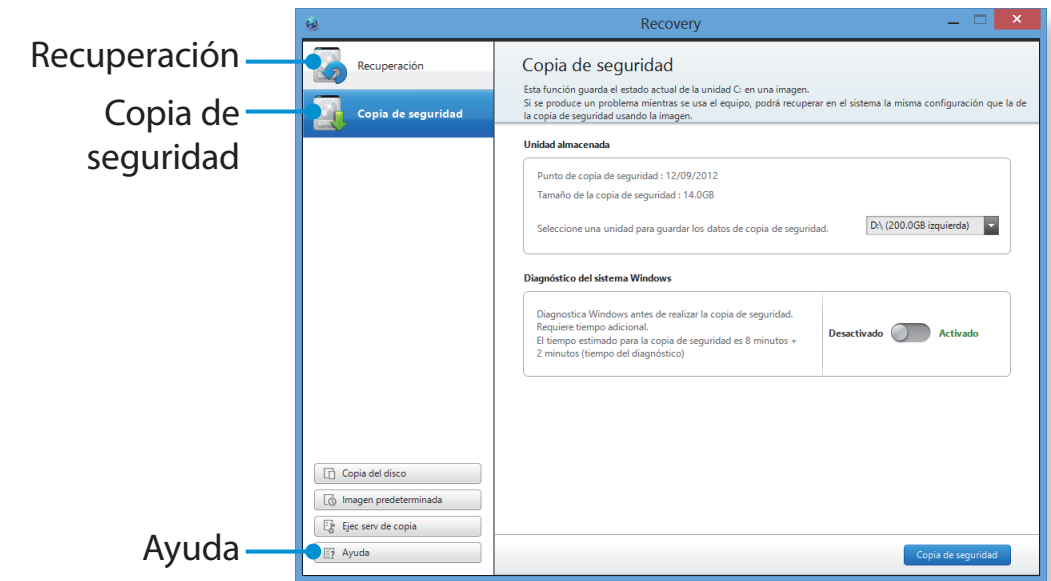 Recovery
Recuperación
Copia de
seguridad
Ayuda
Recuperación
Copia de seguridad
Copia del disco
Imagen predeterminada
Ejec serv de copia
Ayuda
Copia de seguridad
Esta función guarda el estado actual de la unidad C: en una imagen.
Si se produce un problema mientras se usa el equipo, podrá recuperar en el sistema la misma configuración que la de
la copia de seguridad usando la imagen.
Unidad almacenada
Punto de copia de seguridad : 12/09/2012
Tamaño de la copia de seguridad : 14.0GB
Seleccione una unidad para guardar los datos de copia de seguridad.
D:\ (200.0GB izquierda)
Diagnóstico del sistema Windows
Diagnostica Windows antes de realizar la copia de seguridad.
Requiere tiempo adicional.
El tiempo estimado para la copia de seguridad es 8 minutos +
2 minutos (tiempo del diagnóstico)
Desactivado Activado
Copia de seguridad